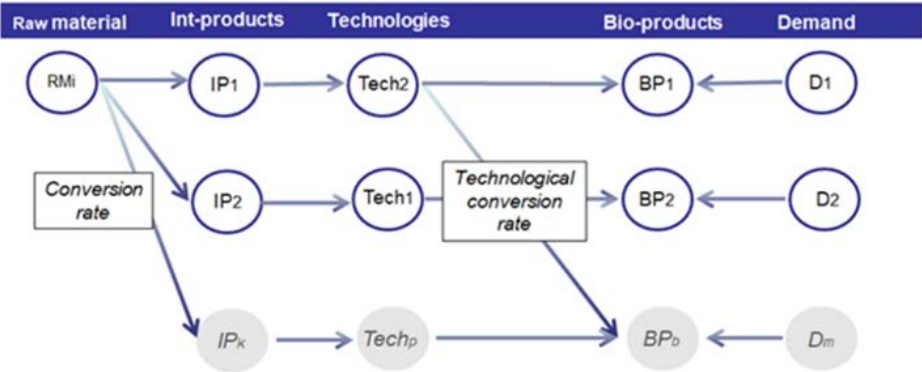 Raw material Int-products Technologies Bio-products Demand
RMi IP1 Tech2 BP1 D1
Conversion
rate
Technological
conversion
rate
IP2 Tech1 BP2 D2
IPk Techp BPb Dm